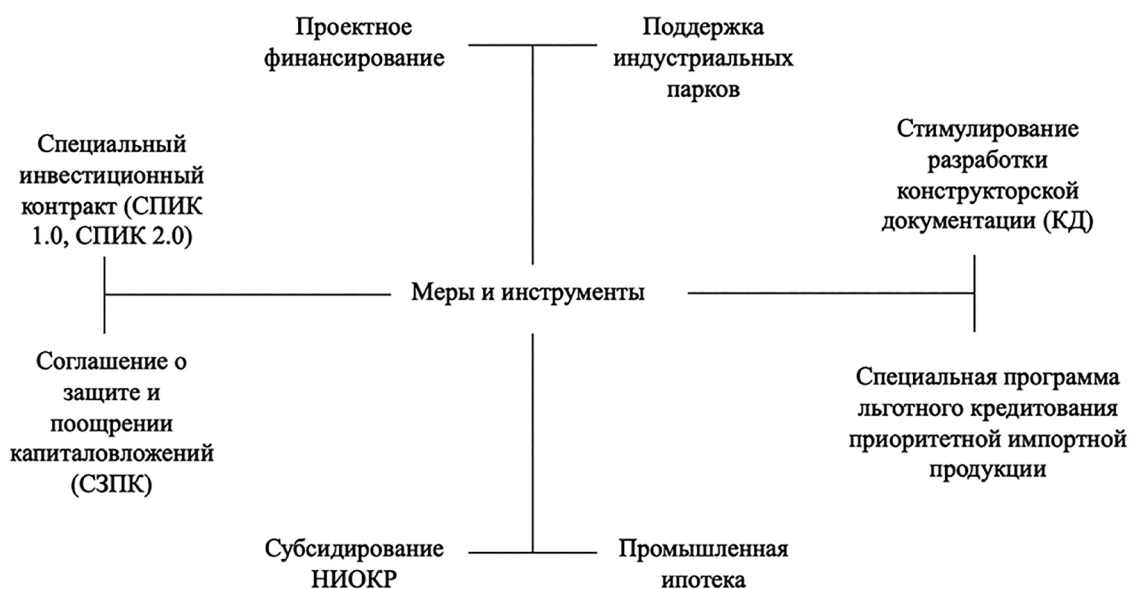 Проектное
финансирование
Поддержка
индустриальных
парков
Специальный
инвестиционный
контракт (СПИК
1.0, СПИК 2.0)
Стимулирование
разработки
конструкторской
документации (КД)
Меры и инструменты
Соглашение о
защите и
поощрении
капиталовложений
(СЗПК)
Специальная программа
льготного кредитования
приоритетной импортной
продукции
Субсидирование
НИОКР
Промышленная
ипотека